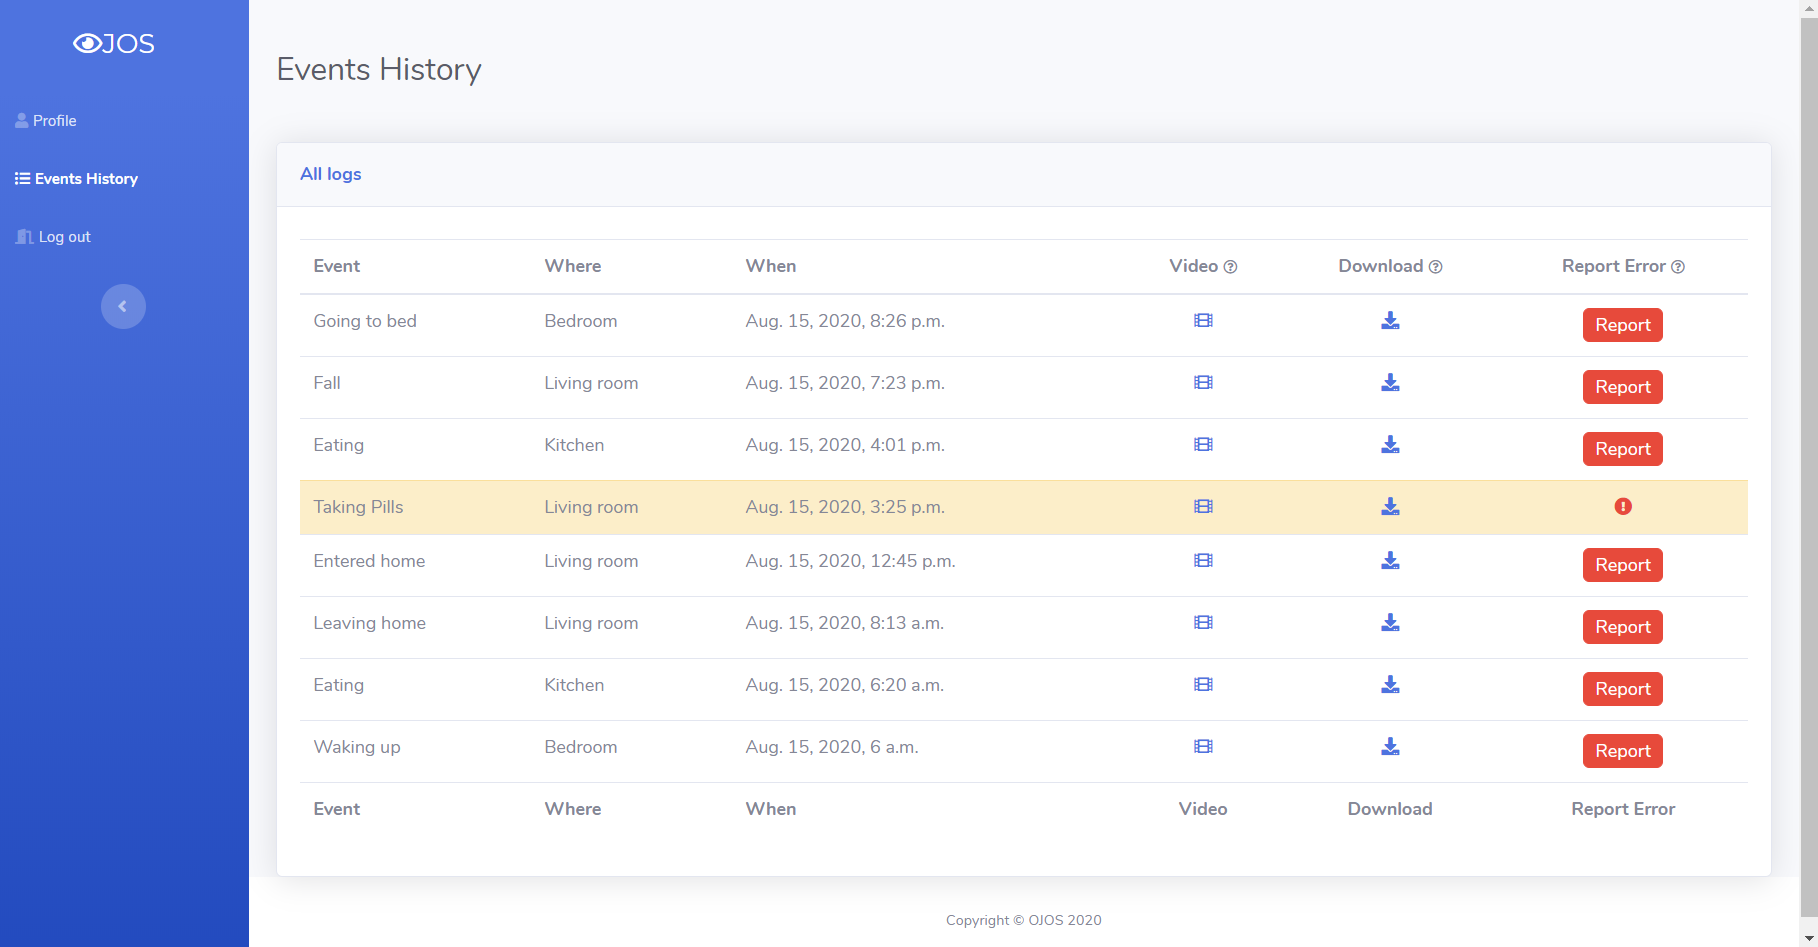 OJOS
Profile
Events History
Log out
Events History
All logs
Event Where When Video Download Report Error
Going to bed Bedroom Aug. 15, 2020, 8:26 p.m. Report
Fall Living room Aug. 15, 2020, 7:23 p.m. Report
Eating Kitchen Aug. 15, 2020, 4:01 p.m. Report
Taking Pills Living room Aug. 15, 2020, 3:25 p.m.
Entered home Living room Aug. 15, 2020, 12:45 p.m. Report
Leaving home Living room Aug. 15, 2020, 8:13 a.m. Report
Eating Kitchen Aug. 15, 2020, 6:20 a.m. Report
Waking up Bedroom Aug. 15, 2020, 6 a.m. Report
Event Where When Video Download Report Error
Copyright © OJOS 2020